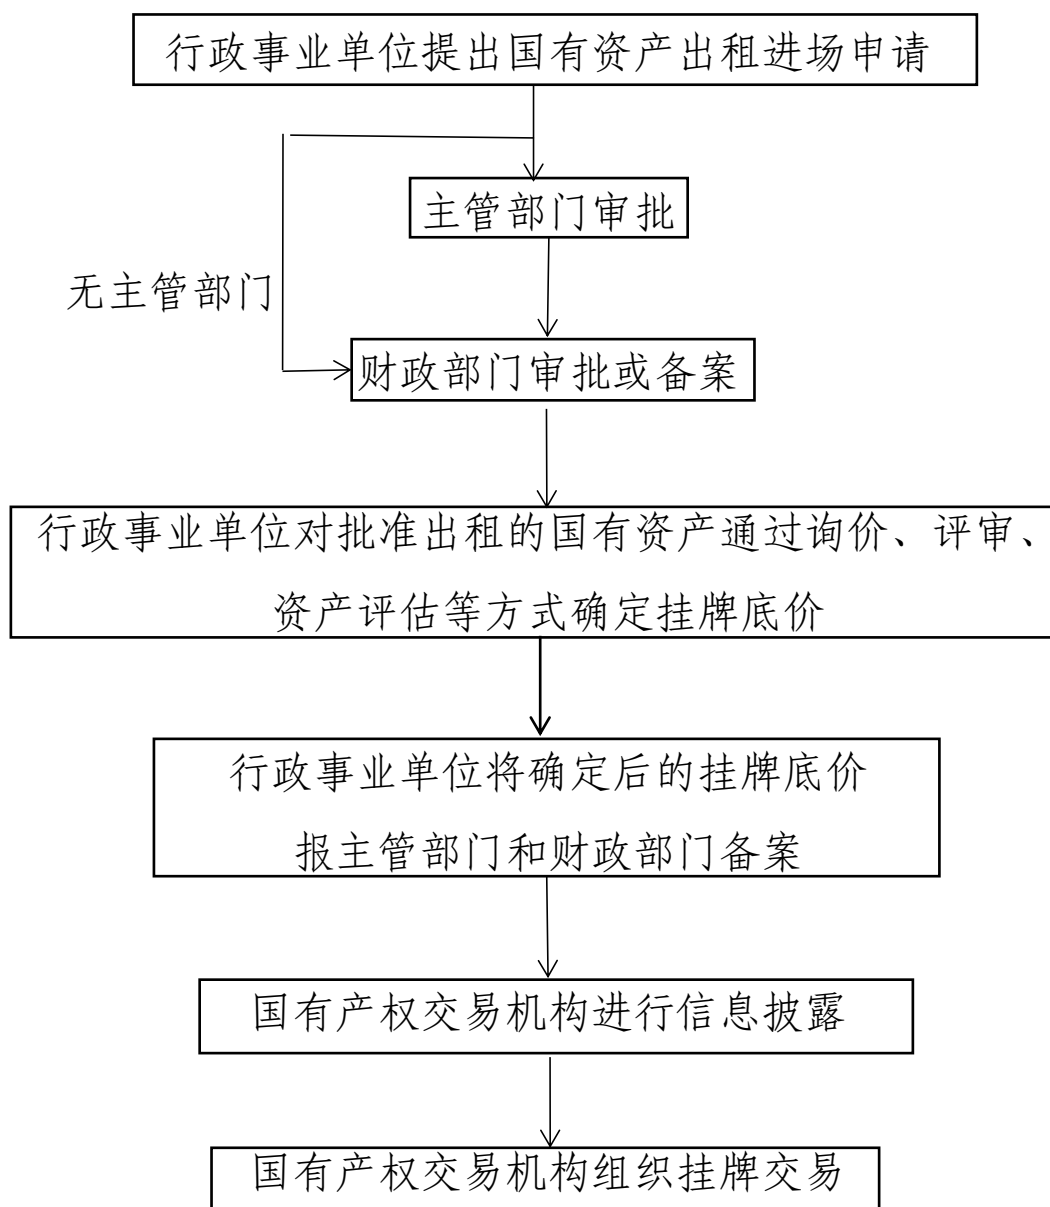 行政事业单位提出国有资产出租进场申请
主管部门审批
无主管部门
财政部门审批或备案
行政事业单位对批准出租的国有资产通过询价、评审、
资产评估等方式确定挂牌底价
行政事业单位将确定后的挂牌底价
报主管部门和财政部门备案
国有产权交易机构进行信息披露
国有产权交易机构组织挂牌交易